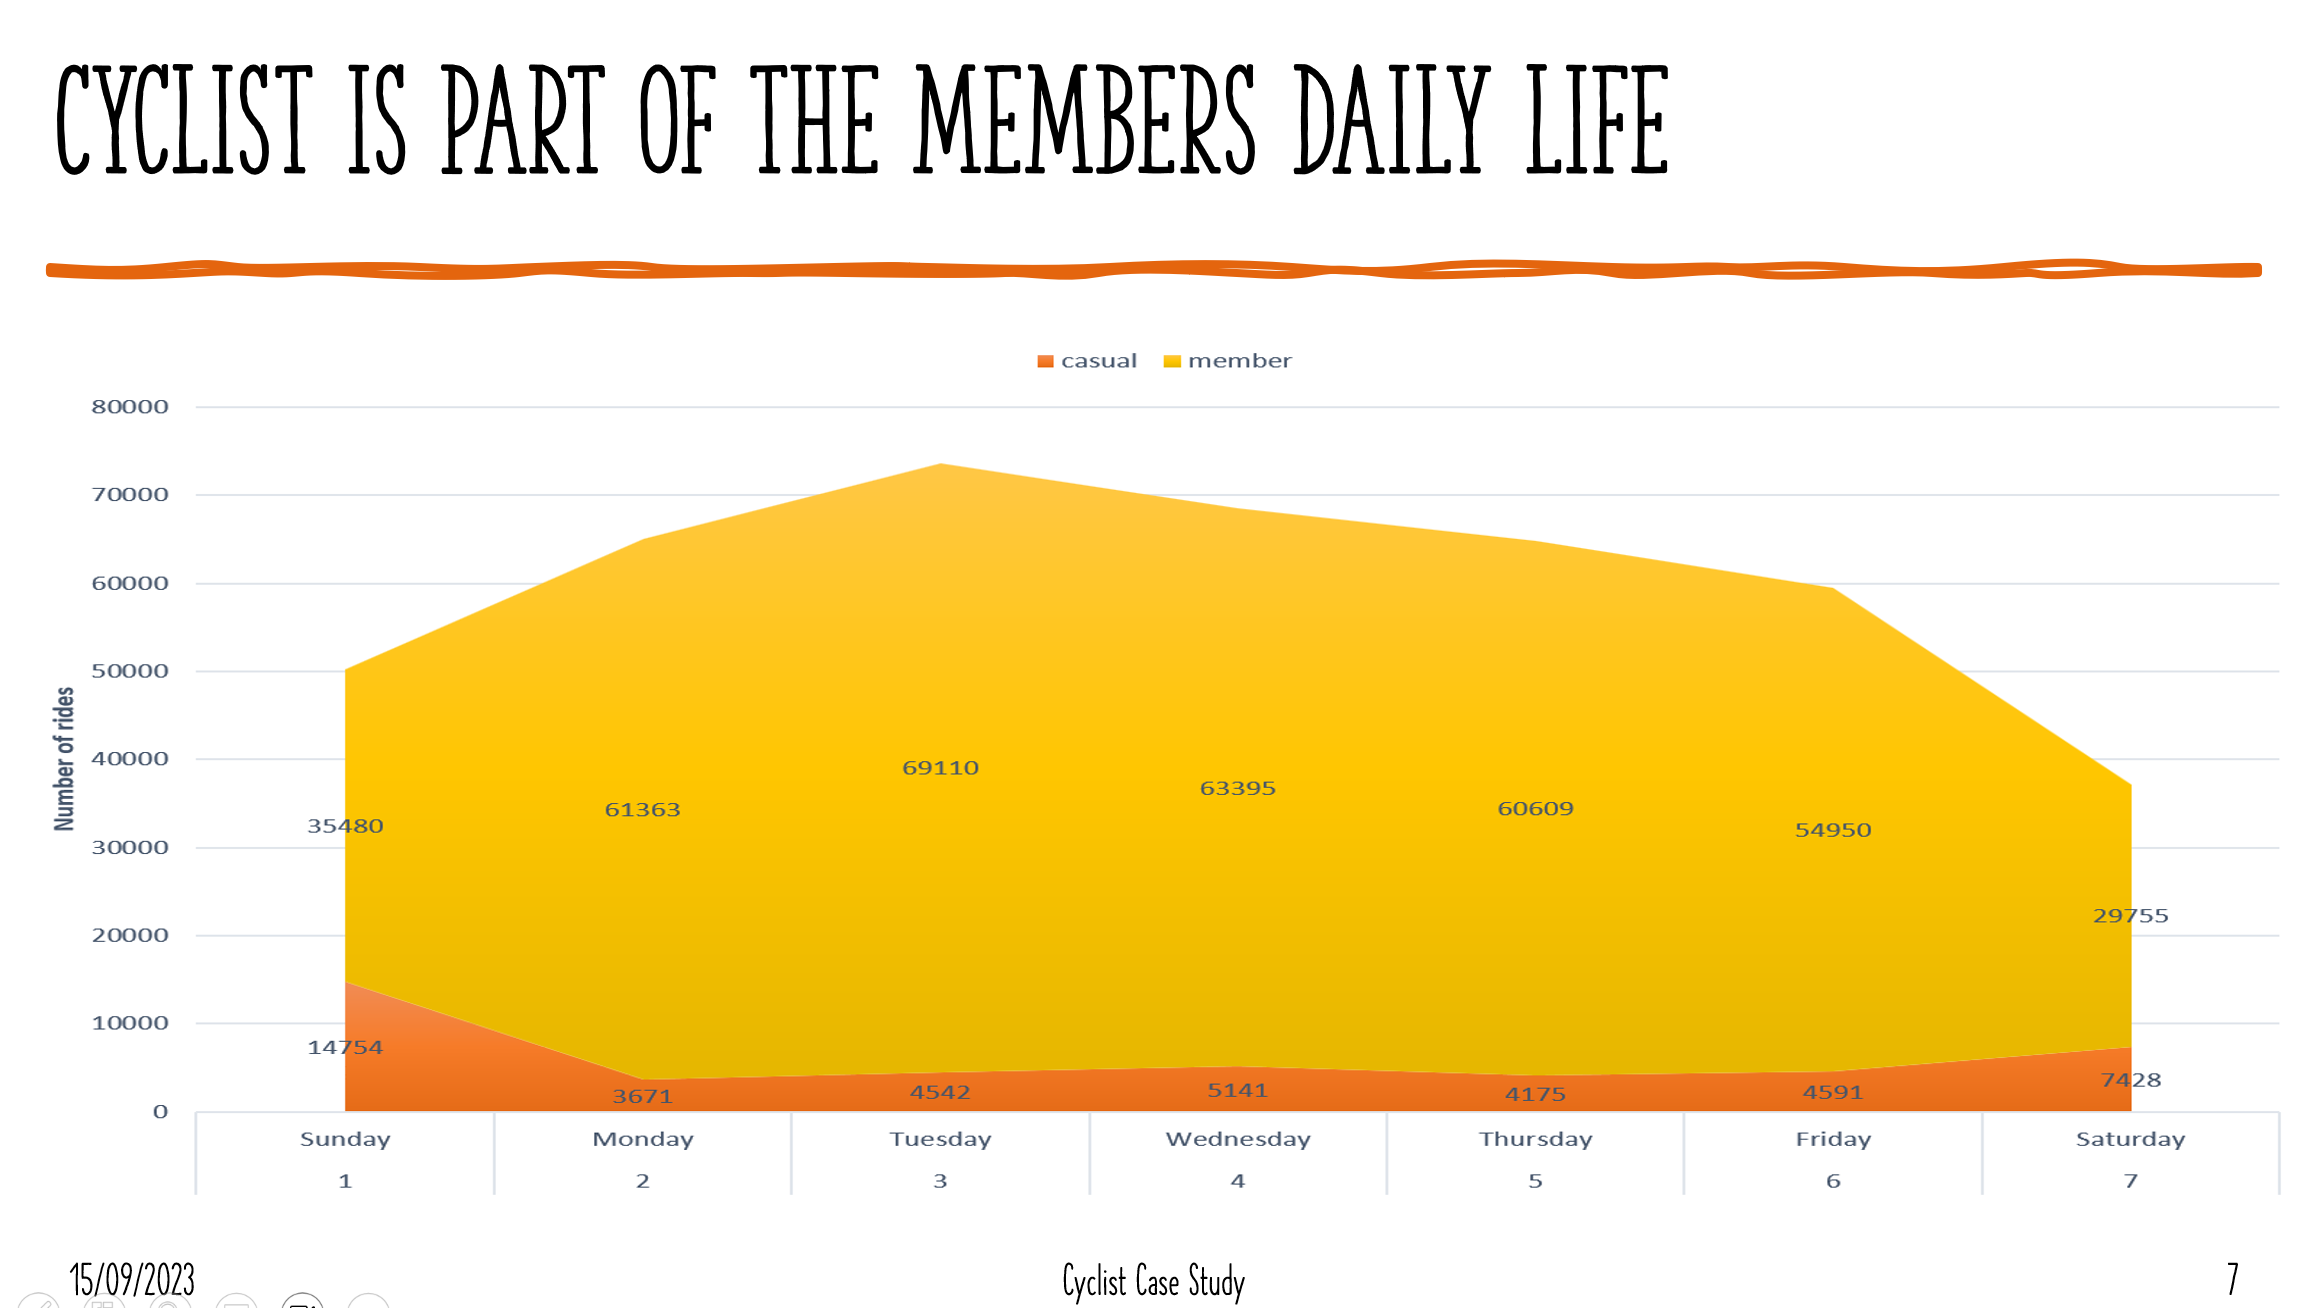 CYCLIST IS PART OF THE MEMBERS DAILY LIFE
casual member
80000
70000
60000
50000
40000
30000
20000
10000
0
Number of rides
35480 61363 69110 63395 60609 54950 29755
14754 3671 4542 5141 4175 4591 7428
Sunday Monday Tuesday Wednesday Thursday Friday Saturday
1 2 3 4 5 6 7
15/09/2023 Cyclist Case Study 7